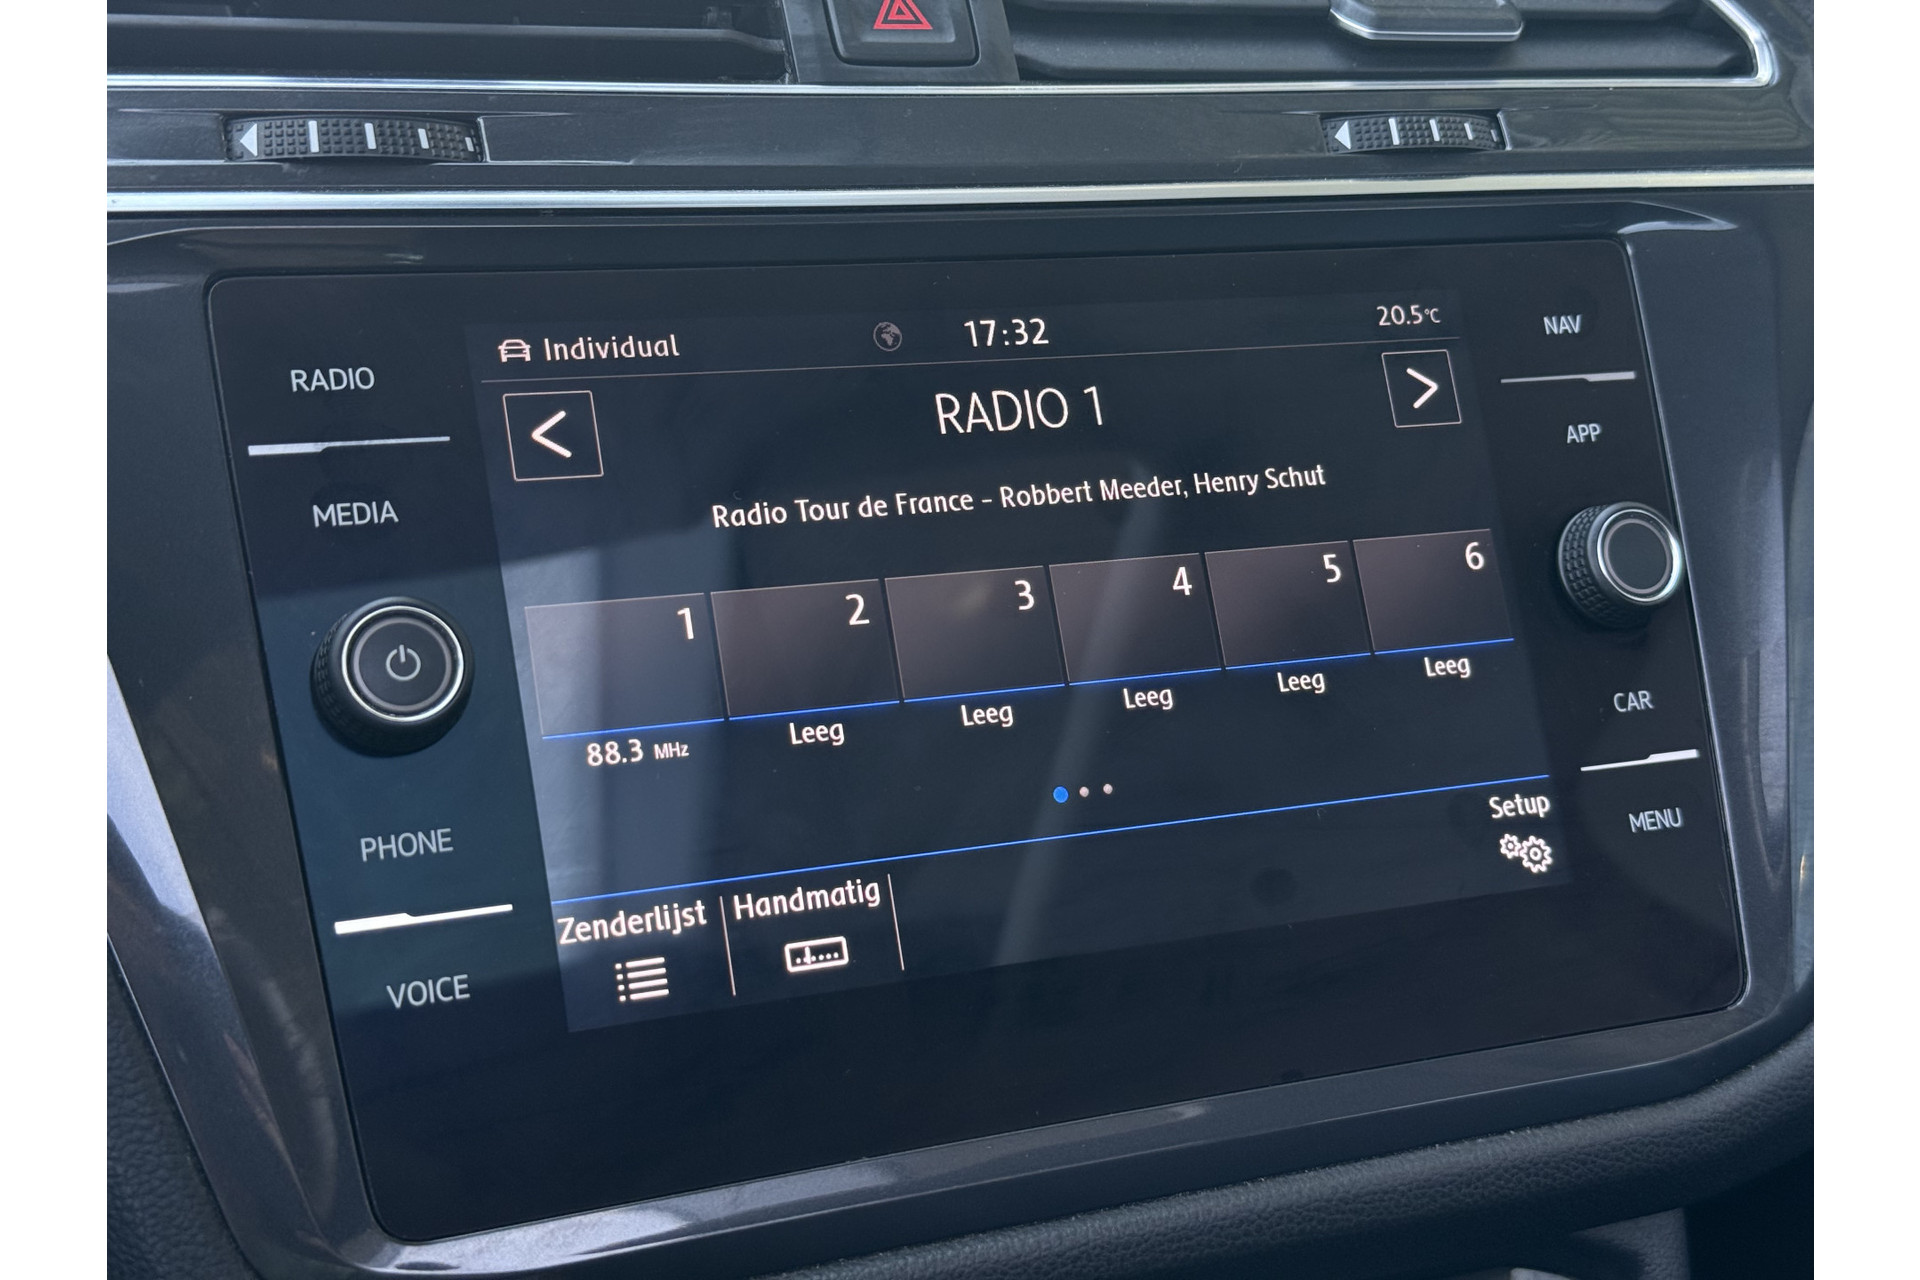 Individual
17:32
20.5°C
RADIO
MEDIA
PHONE
VOICE
<
RADIO 1
>
Radio Tour de France - Robbert Meeder, Henry Schut
1
2
3
4
5
6
88.3 MHz
Leeg
Leeg
Leeg
Leeg
Leeg
Zenderlijst
Handmatig
Setup
NAV
APP
CAR
MENU